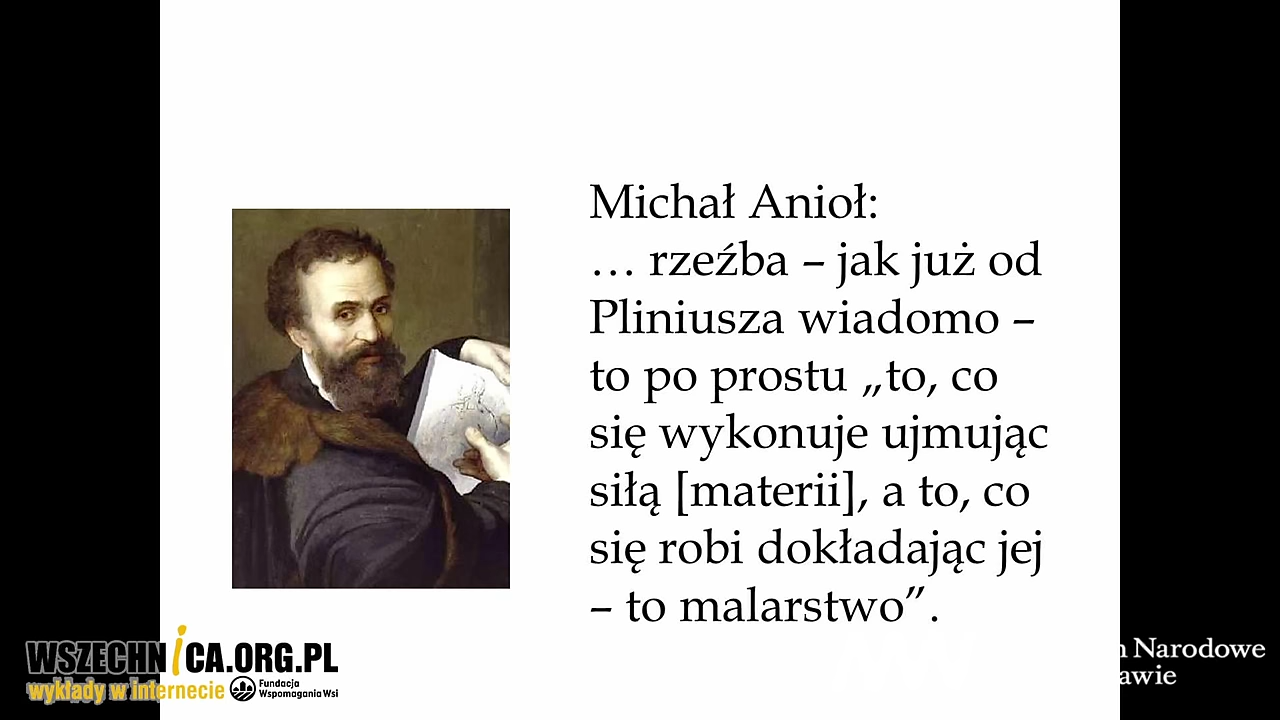 Michał Anioł:
… rzeźba – jak już od
Pliniusza wiadomo –
to po prostu „to, co
się wykonuje ujmując
siłą [materii], a to, co
się robi dokładając jej
– to malarstwo”.
WSZECHNICA.ORG.PL
wykłady w internecie
Fundacja
Wspomagania Wsi
Narodowe